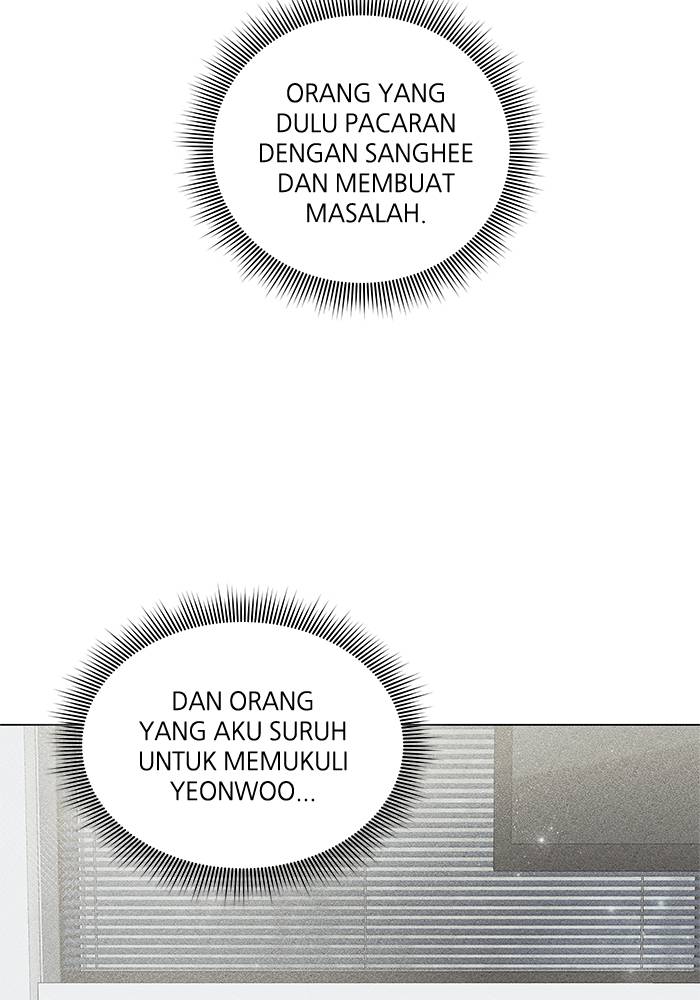 ORANG YANG
DULU PACARAN
DENGAN SANGHEE
DAN MEMBUAT
MASALAH.
DAN ORANG
YANG AKU SURUH
UNTUK MEMUKULI
YEONWOO...